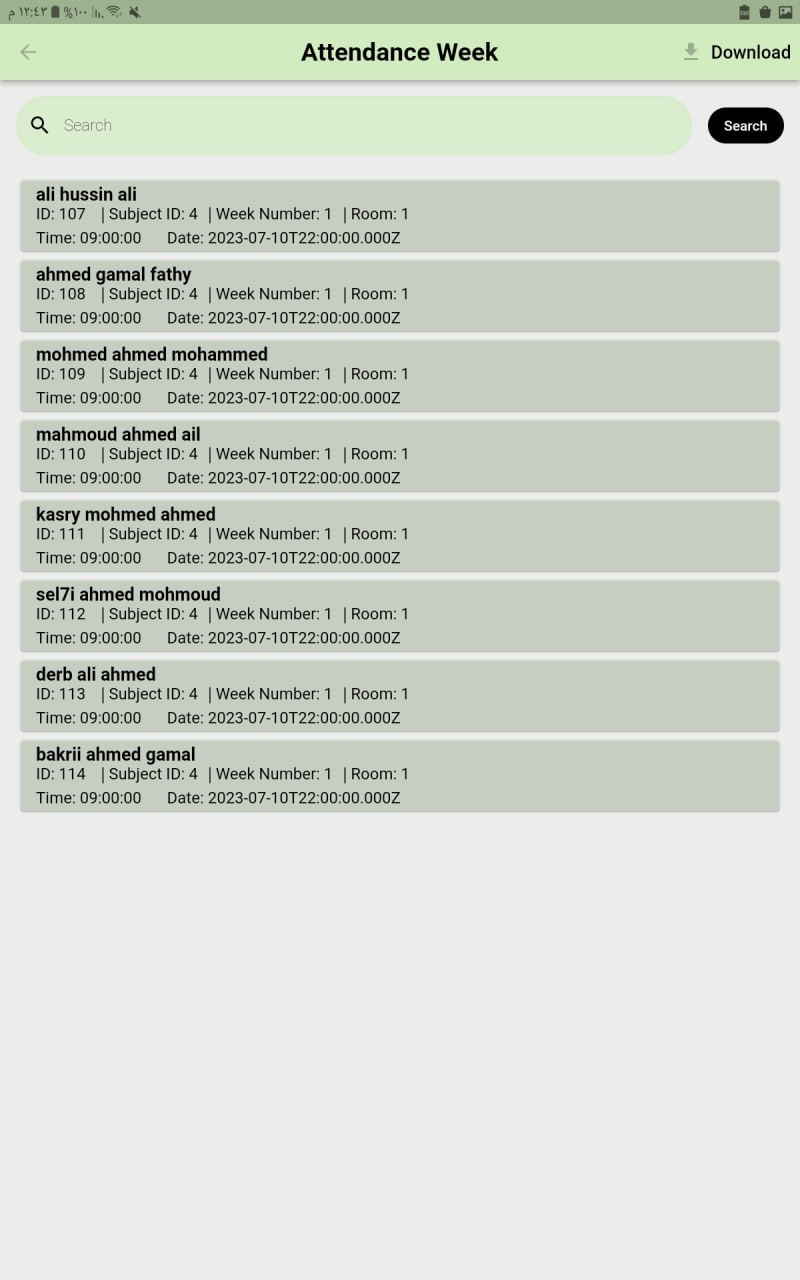 م ١٢:٤٣ %١٠٠
Attendance Week
Download
Search
Search
ali hussin ali
ID: 107 | Subject ID: 4 | Week Number: 1 | Room: 1
Time: 09:00:00 Date: 2023-07-10T22:00:00.000Z
ahmed gamal fathy
ID: 108 | Subject ID: 4 | Week Number: 1 | Room: 1
Time: 09:00:00 Date: 2023-07-10T22:00:00.000Z
mohmed ahmed mohammed
ID: 109 | Subject ID: 4 | Week Number: 1 | Room: 1
Time: 09:00:00 Date: 2023-07-10T22:00:00.000Z
mahmoud ahmed ail
ID: 110 | Subject ID: 4 | Week Number: 1 | Room: 1
Time: 09:00:00 Date: 2023-07-10T22:00:00.000Z
kasry mohmed ahmed
ID: 111 | Subject ID: 4 | Week Number: 1 | Room: 1
Time: 09:00:00 Date: 2023-07-10T22:00:00.000Z
sel7i ahmed mohmoud
ID: 112 | Subject ID: 4 | Week Number: 1 | Room: 1
Time: 09:00:00 Date: 2023-07-10T22:00:00.000Z
derb ali ahmed
ID: 113 | Subject ID: 4 | Week Number: 1 | Room: 1
Time: 09:00:00 Date: 2023-07-10T22:00:00.000Z
bakrii ahmed gamal
ID: 114 | Subject ID: 4 | Week Number: 1 | Room: 1
Time: 09:00:00 Date: 2023-07-10T22:00:00.000Z